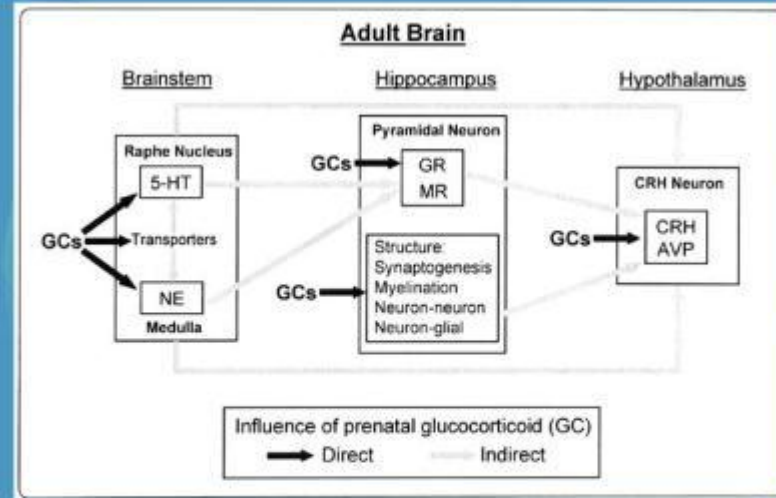 Adult Brain
Brainstem
Hippocampus
Hypothalamus
Raphe Nucleus
5-HT
GCs
Transporters
NE
Medulla
Pyramidal Neuron
GCs
GR
MR
Structure:
Synaptogenesis
Myelination
Neuron-neuron
Neuron-glial
GCs
CRH Neuron
GCs
CRH
AVP
Influence of prenatal glucocorticoid (GC)
Direct
Indirect